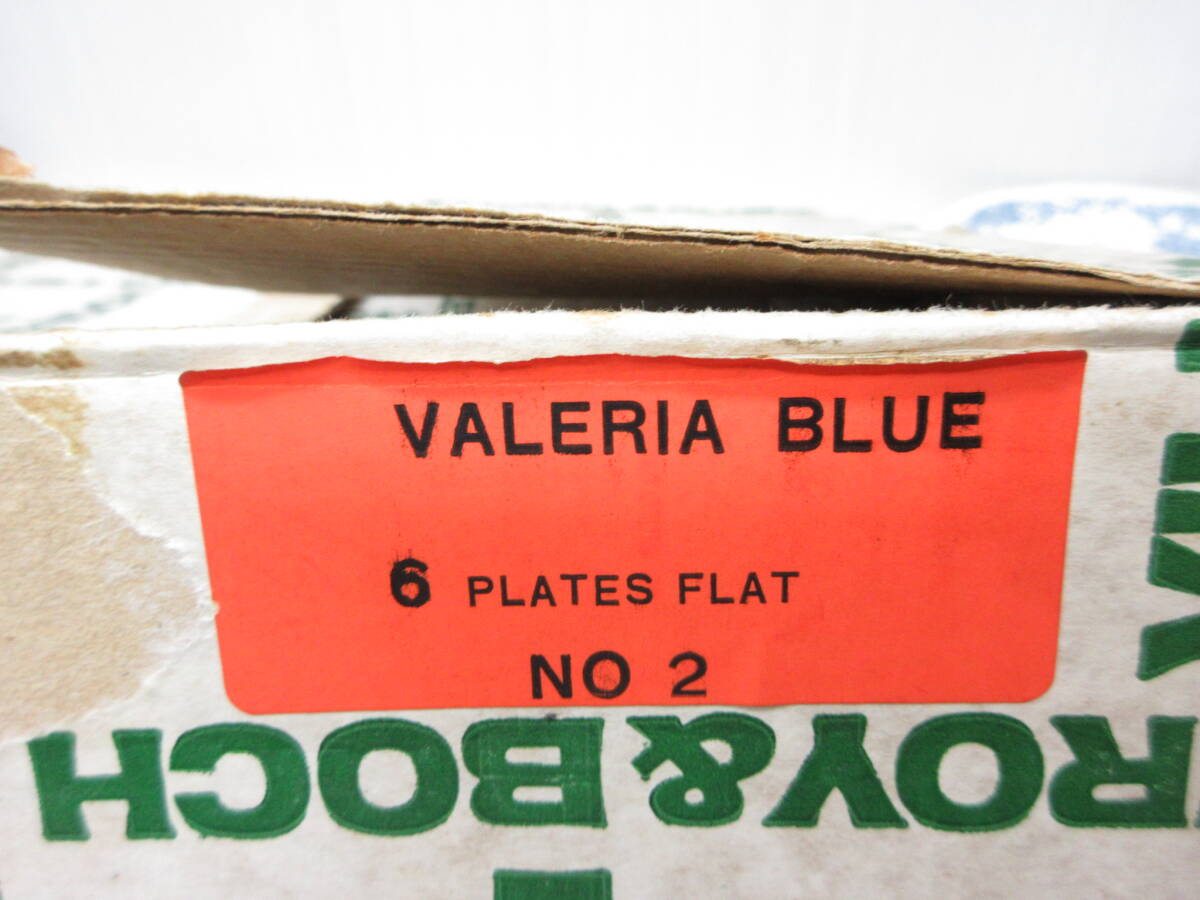 VALERIA BLUE
6 PLATES FLAT
NO 2
ROY&BOCH